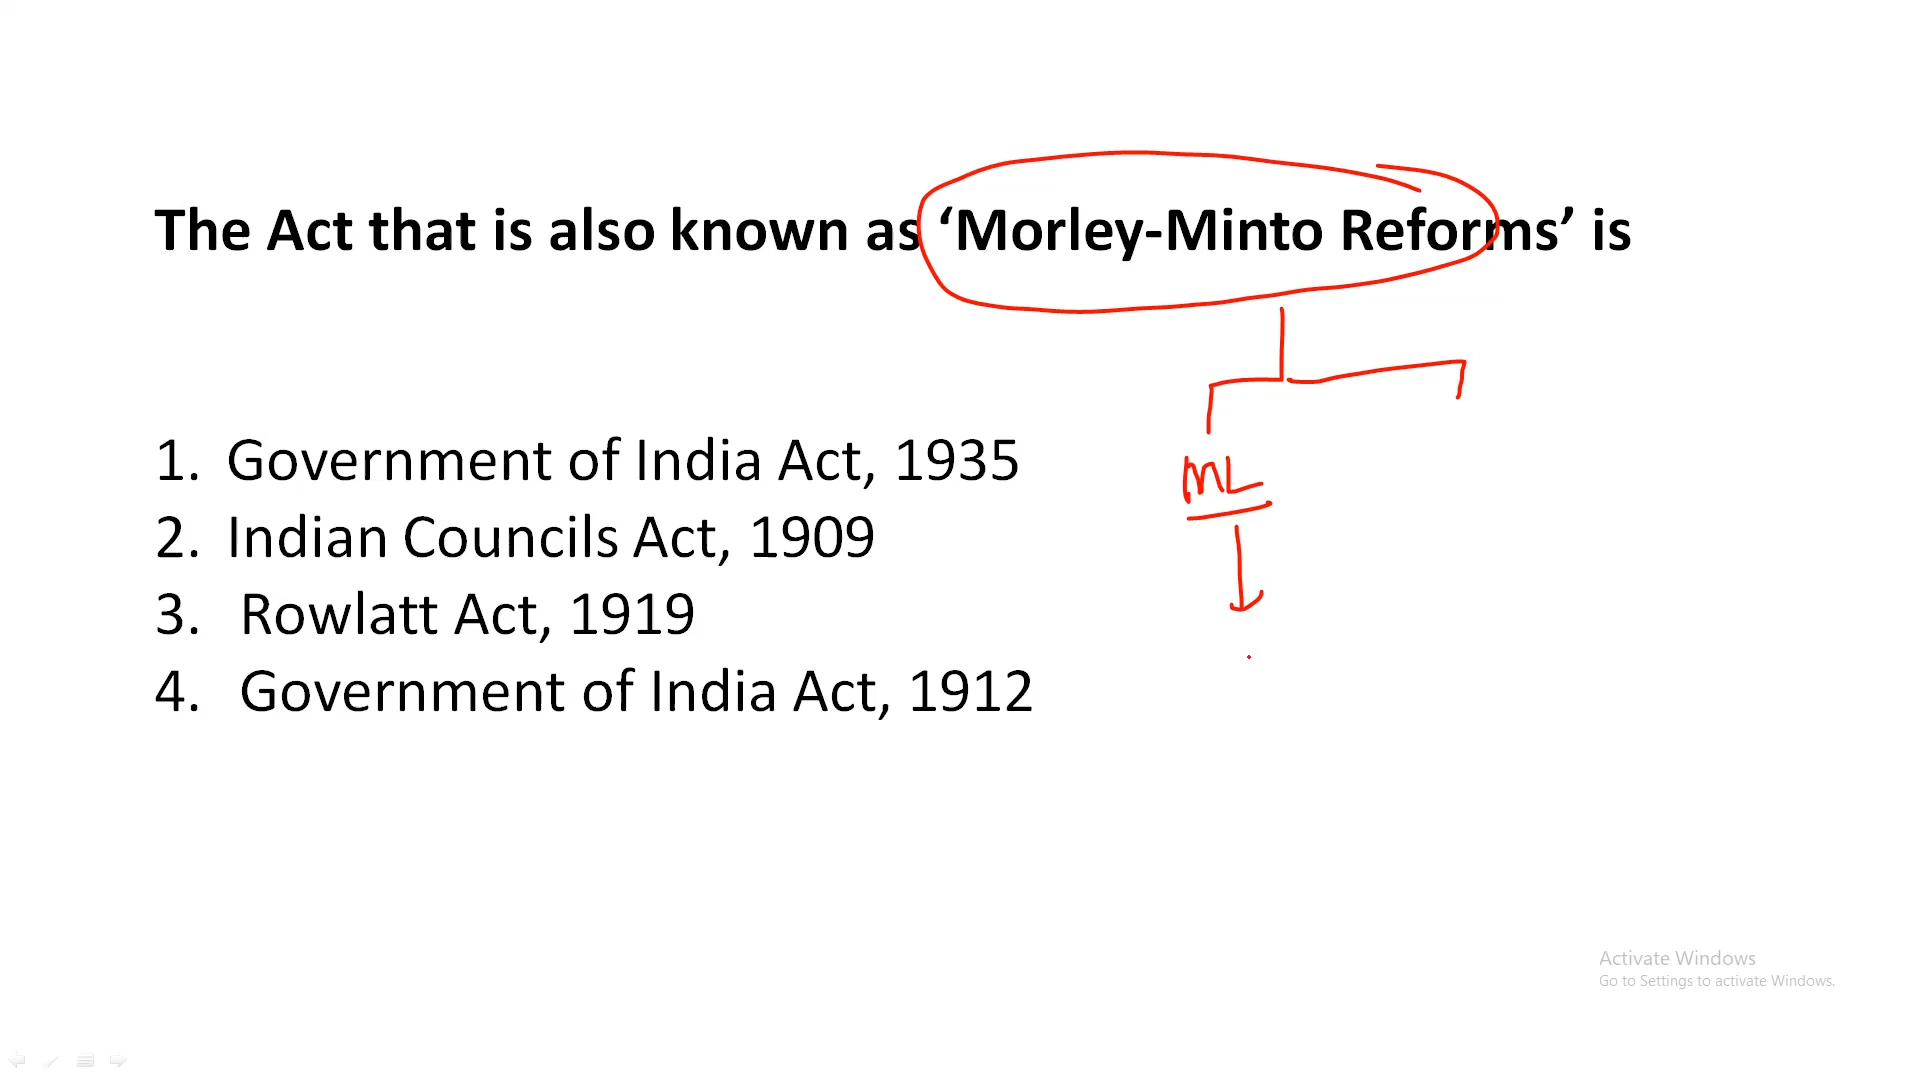 The Act that is also known as ‘Morley-Minto Reforms’ is
1. Government of India Act, 1935
2. Indian Councils Act, 1909
3. Rowlatt Act, 1919
4. Government of India Act, 1912
ML
Activate Windows
Go to Settings to activate Windows.